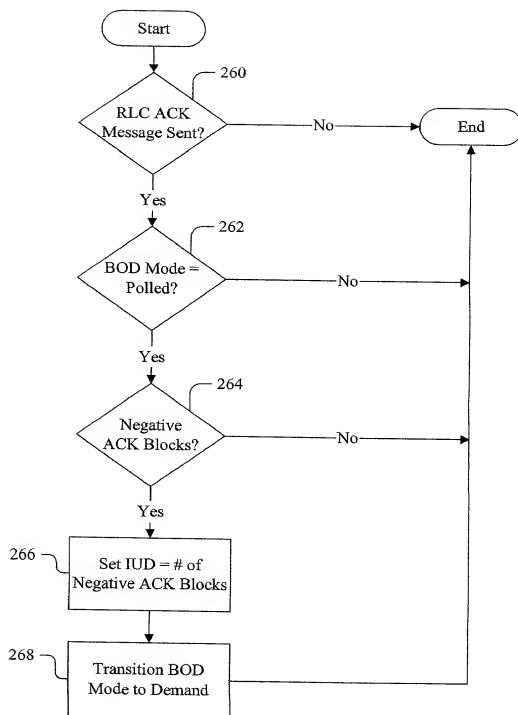 Start
260
RLC ACK
Message Sent?
No
End
Yes
262
BOD Mode =
Polled?
No
Yes
264
Negative
ACK Blocks?
No
Yes
266
Set IUD = # of
Negative ACK Blocks
268
Transition BOD
Mode to Demand